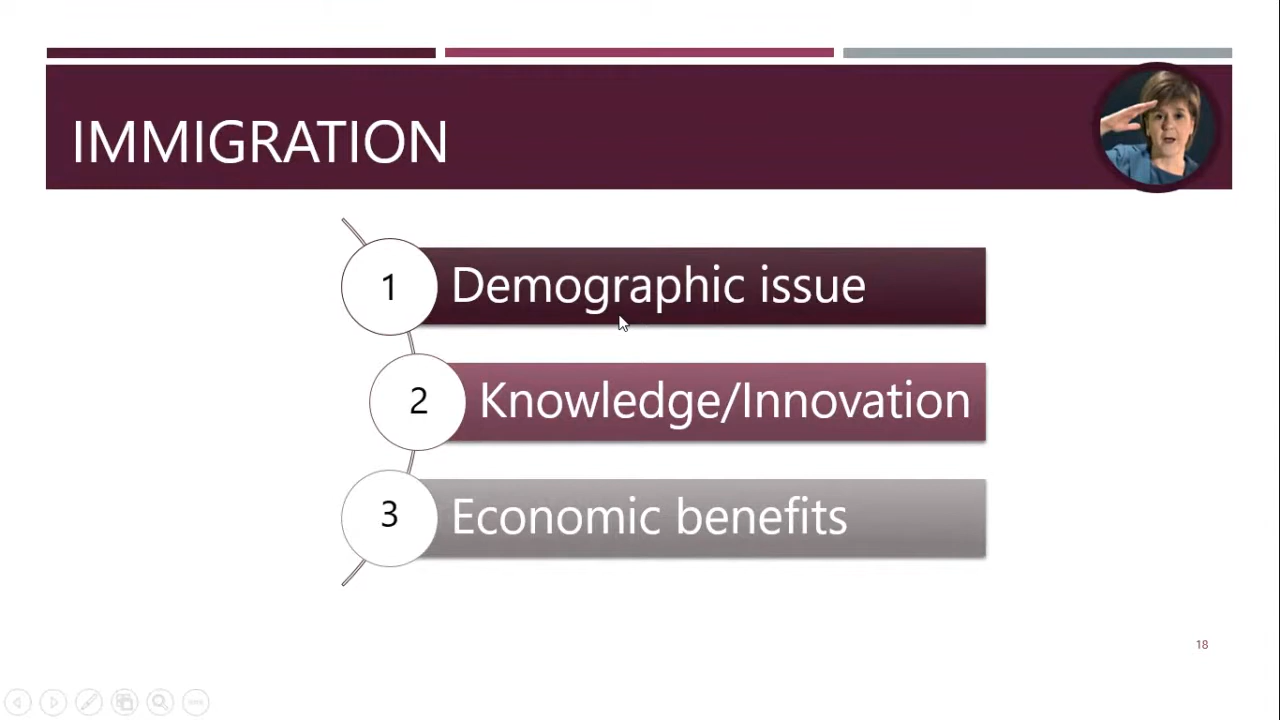 IMMIGRATION
1
Demographic issue
2
Knowledge/Innovation
3
Economic benefits
18